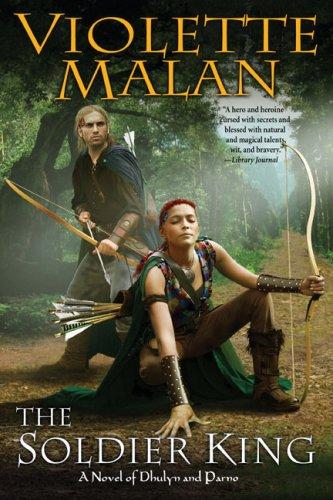 VIOLETTE
MALAN
"A hero and heroine
cursed with secrets and
blessed with natural
and magical talents,
wit, and bravery."
—Library Journal
THE
SOLDIER KING
A Novel of Dhulyn and Parno